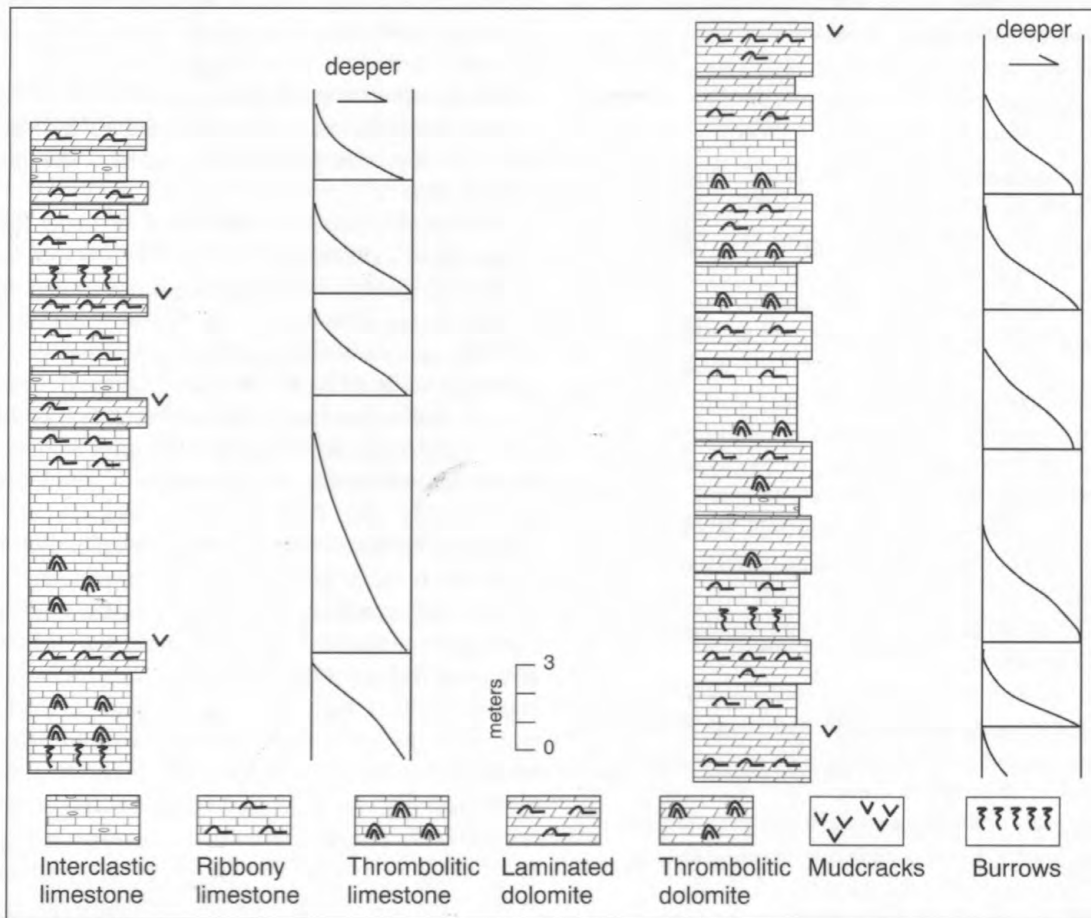 deeper
deeper
3
meters
0
Interclastic
limestone
Ribbony
limestone
Thrombolitic
limestone
Laminated
dolomite
Thrombolitic
dolomite
Mudcracks
Burrows